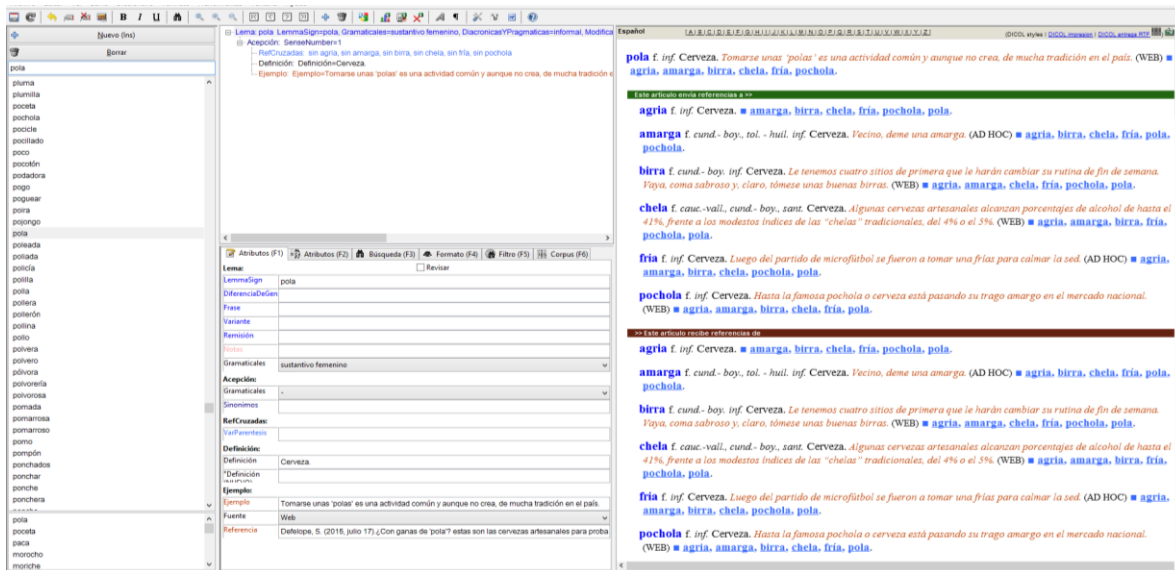 B I U
Nuevo (Ins)
Borrar
pola
pluma
plumilla
poceta
pochola
pocicle
pocillado
poco
pocotón
podadora
pogo
poguear
poira
pojongo
pola
poleada
poliada
policía
polilla
polla
pollera
pollerón
pollina
pollo
polvera
polvero
pólvora
polvorería
polvorosa
pomada
pomarrosa
pomarroso
pomo
pompón
ponchados
ponchar
ponche
ponchera
pola
poceta
paca
morocho
moriche
Lema: pola LemmaSign=pola, Gramaticales=sustantivo femenino, DiacronicasYPragmaticas=informal, Modifica
Acepción: SenseNumber=1
RefCruzadas: sin agria, sin amarga, sin birra, sin chela, sin fría, sin pochola
Definición: Definición=Cerveza.
Ejemplo: Ejemplo=Tomarse unas 'polas' es una actividad común y aunque no crea, de mucha tradición e
Atributos (F1) Atributos (F2) Búsqueda (F3) Formato (F4) Filtro (F5) Corpus (F6)
Lema: Revisar
LemmaSign pola
DiferenciaDeGen
Frase
Variante
Remisión
Notas
Gramaticales sustantivo femenino
Acepción:
Gramaticales -
Sinonimos
RefCruzadas:
VarParentesis
Definición:
Definición Cerveza.
"Definición
Ejemplo:
Ejemplo Tomarse unas 'polas' es una actividad común y aunque no crea, de mucha tradición en el país.
Fuente Web
Referencia Defelope, S. (2016, julio 17).¿Con ganas de 'pola'? estas son las cervezas artesanales para proba
Español |A|B|C|D|E|F|G|H|I|J|K|L|M|N|O|P|Q|R|S|T|U|V|W|X|Y|Z| (DICOL styles | DICOL impresion | DICOL entrega RTF
pola f. inf. Cerveza. Tomarse unas 'polas' es una actividad común y aunque no crea, de mucha tradición en el país. (WEB) ■
agria, amarga, birra, chela, fría, pochola.
Este artículo envia referencias a >>
agria f. inf. Cerveza. ■ amarga, birra, chela, fría, pochola, pola.
amarga f. cund.- boy., tol. - huil. inf. Cerveza. Vecino, deme una amarga. (AD HOC) ■ agria, birra, chela, fría, pola,
pochola.
birra f. cund.- boy. inf. Cerveza. Le tenemos cuatro sitios de primera que le harán cambiar su rutina de fin de semana.
Vaya, coma sabroso y, claro, tómese unas buenas birras. (WEB) ■ agria, amarga, chela, fría, pochola, pola.
chela f. cauc.-vall., cund.- boy., sant. Cerveza. Algunas cervezas artesanales alcanzan porcentajes de alcohol de hasta el
41%, frente a los modestos índices de las "chelas" tradicionales, del 4% o el 5%. (WEB) ■ agria, amarga, birra, fría,
pochola, pola.
fría f. inf. Cerveza. Luego del partido de microfútbol se fueron a tomar una frías para calmar la sed. (AD HOC) ■ agria,
amarga, birra, chela, pochola, pola.
pochola f. inf. Cerveza. Hasta la famosa pochola o cerveza está pasando su trago amargo en el mercado nacional.
(WEB) ■ agria, amarga, birra, chela, fría, pola.
>> Este artículo recibe referencias de
agria f. inf. Cerveza. ■ amarga, birra, chela, fría, pochola, pola.
amarga f. cund.- boy., tol. - huil. inf. Cerveza. Vecino, deme una amarga. (AD HOC) ■ agria, birra, chela, fría, pola,
pochola.
birra f. cund.- boy. inf. Cerveza. Le tenemos cuatro sitios de primera que le harán cambiar su rutina de fin de semana.
Vaya, coma sabroso y, claro, tómese unas buenas birras. (WEB) ■ agria, amarga, chela, fría, pochola, pola.
chela f. cauc.-vall., cund.- boy., sant. Cerveza. Algunas cervezas artesanales alcanzan porcentajes de alcohol de hasta el
41%, frente a los modestos índices de las "chelas" tradicionales, del 4% o el 5%. (WEB) ■ agria, amarga, birra, fría,
pochola, pola.
fría f. inf. Cerveza. Luego del partido de microfútbol se fueron a tomar una frías para calmar la sed. (AD HOC) ■ agria,
amarga, birra, chela, pochola, pola.
pochola f. inf. Cerveza. Hasta la famosa pochola o cerveza está pasando su trago amargo en el mercado nacional.
(WEB) ■ agria, amarga, birra, chela, fría, pola.